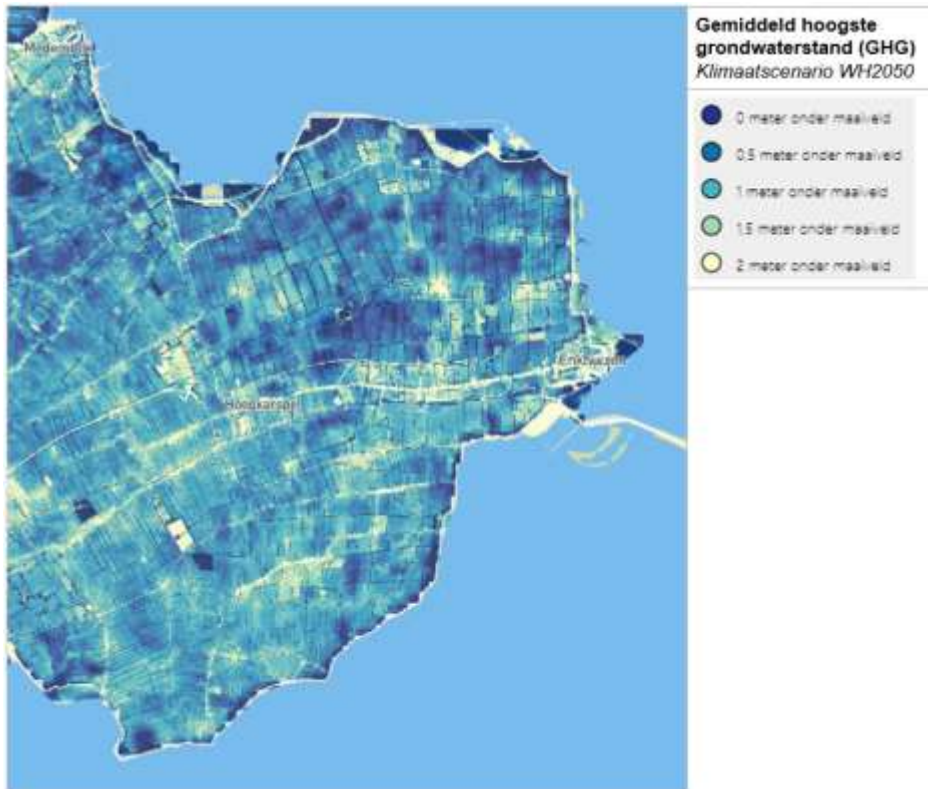 Medemblik
Enkhuizen
Hoogkarspel
Gemiddeld hoogste
grondwaterstand (GHG)
Klimaatscenario WH2050
0 meter onder maaiveld
0,5 meter onder maaiveld
1 meter onder maaiveld
1,5 meter onder maaiveld
2 meter onder maaiveld